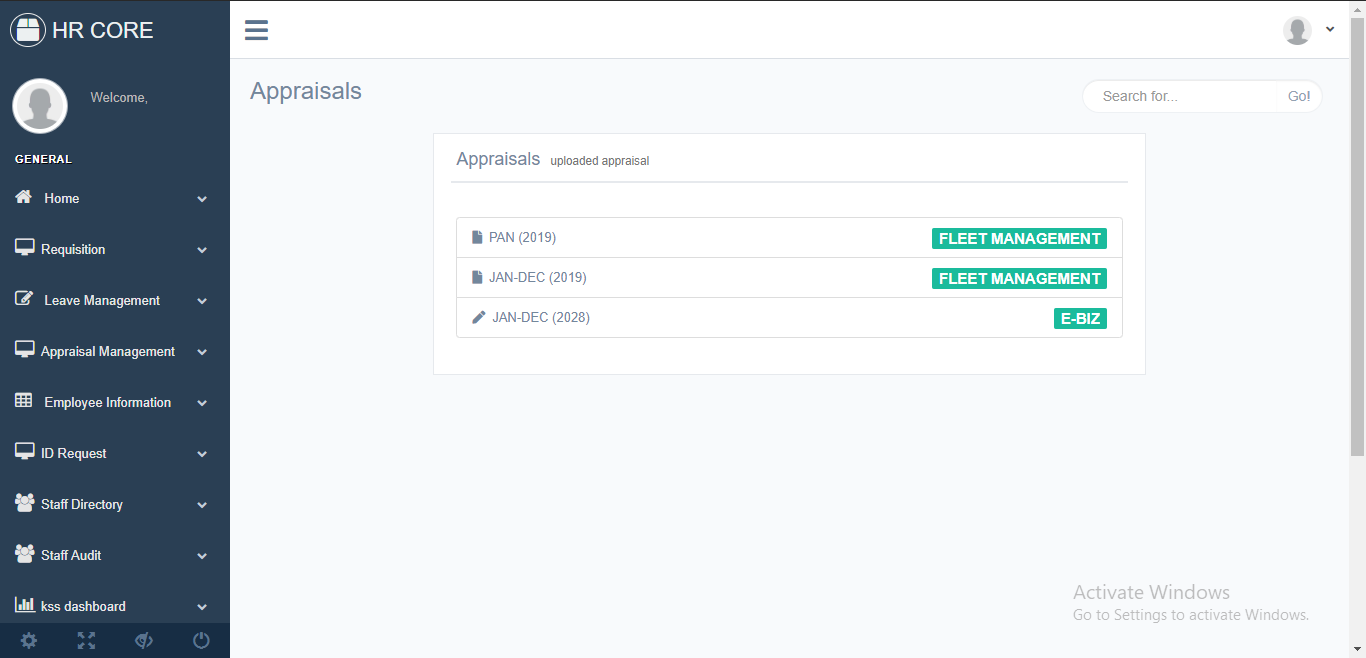 HR CORE
Welcome,
GENERAL
Home
Requisition
Leave Management
Appraisal Management
Employee Information
ID Request
Staff Directory
Staff Audit
kss dashboard
Appraisals
Search for... Go!
Appraisals uploaded appraisal
PAN (2019) FLEET MANAGEMENT
JAN-DEC (2019) FLEET MANAGEMENT
JAN-DEC (2028) E-BIZ
Activate Windows
Go to Settings to activate Windows.